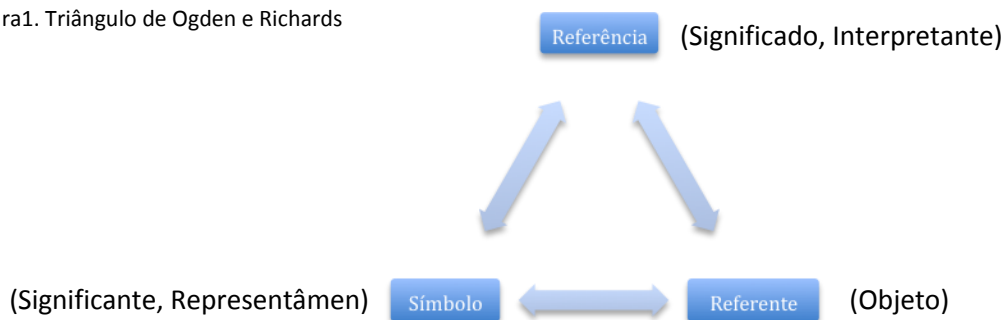 ra1. Triângulo de Ogden e Richards
Referência (Significado, Interpretante)
(Significante, Representâmen) Símbolo Referente (Objeto)